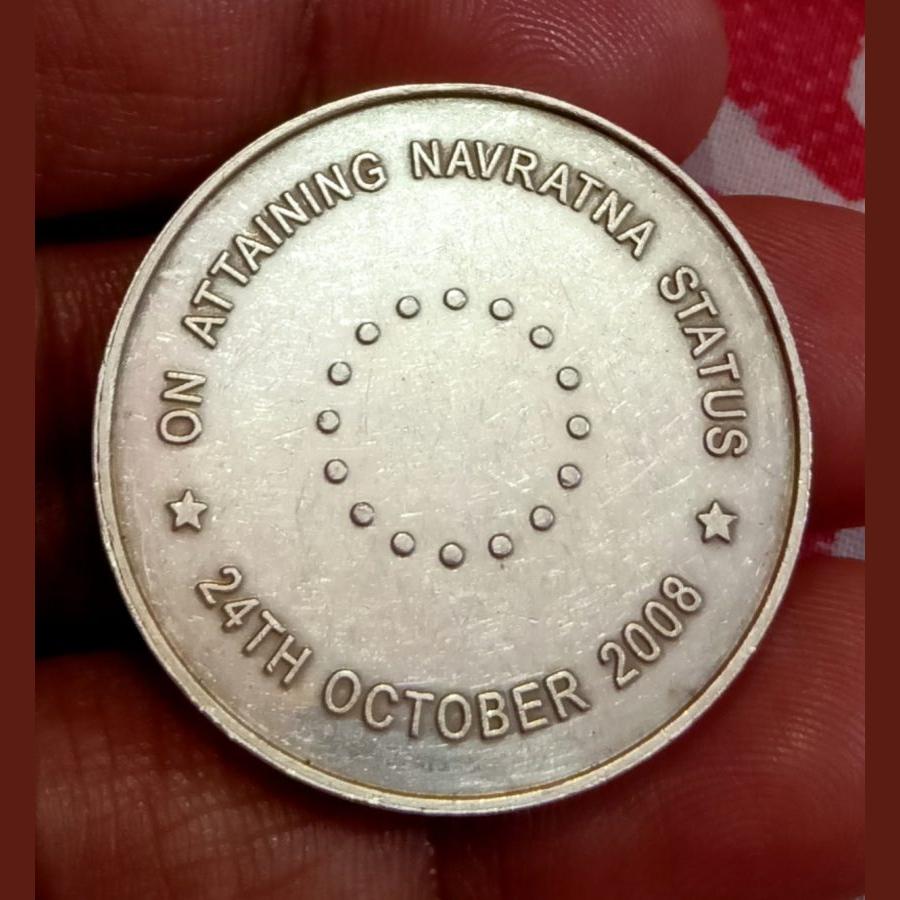 ON ATTAINING NAVRATNA STATUS
24TH OCTOBER 2008